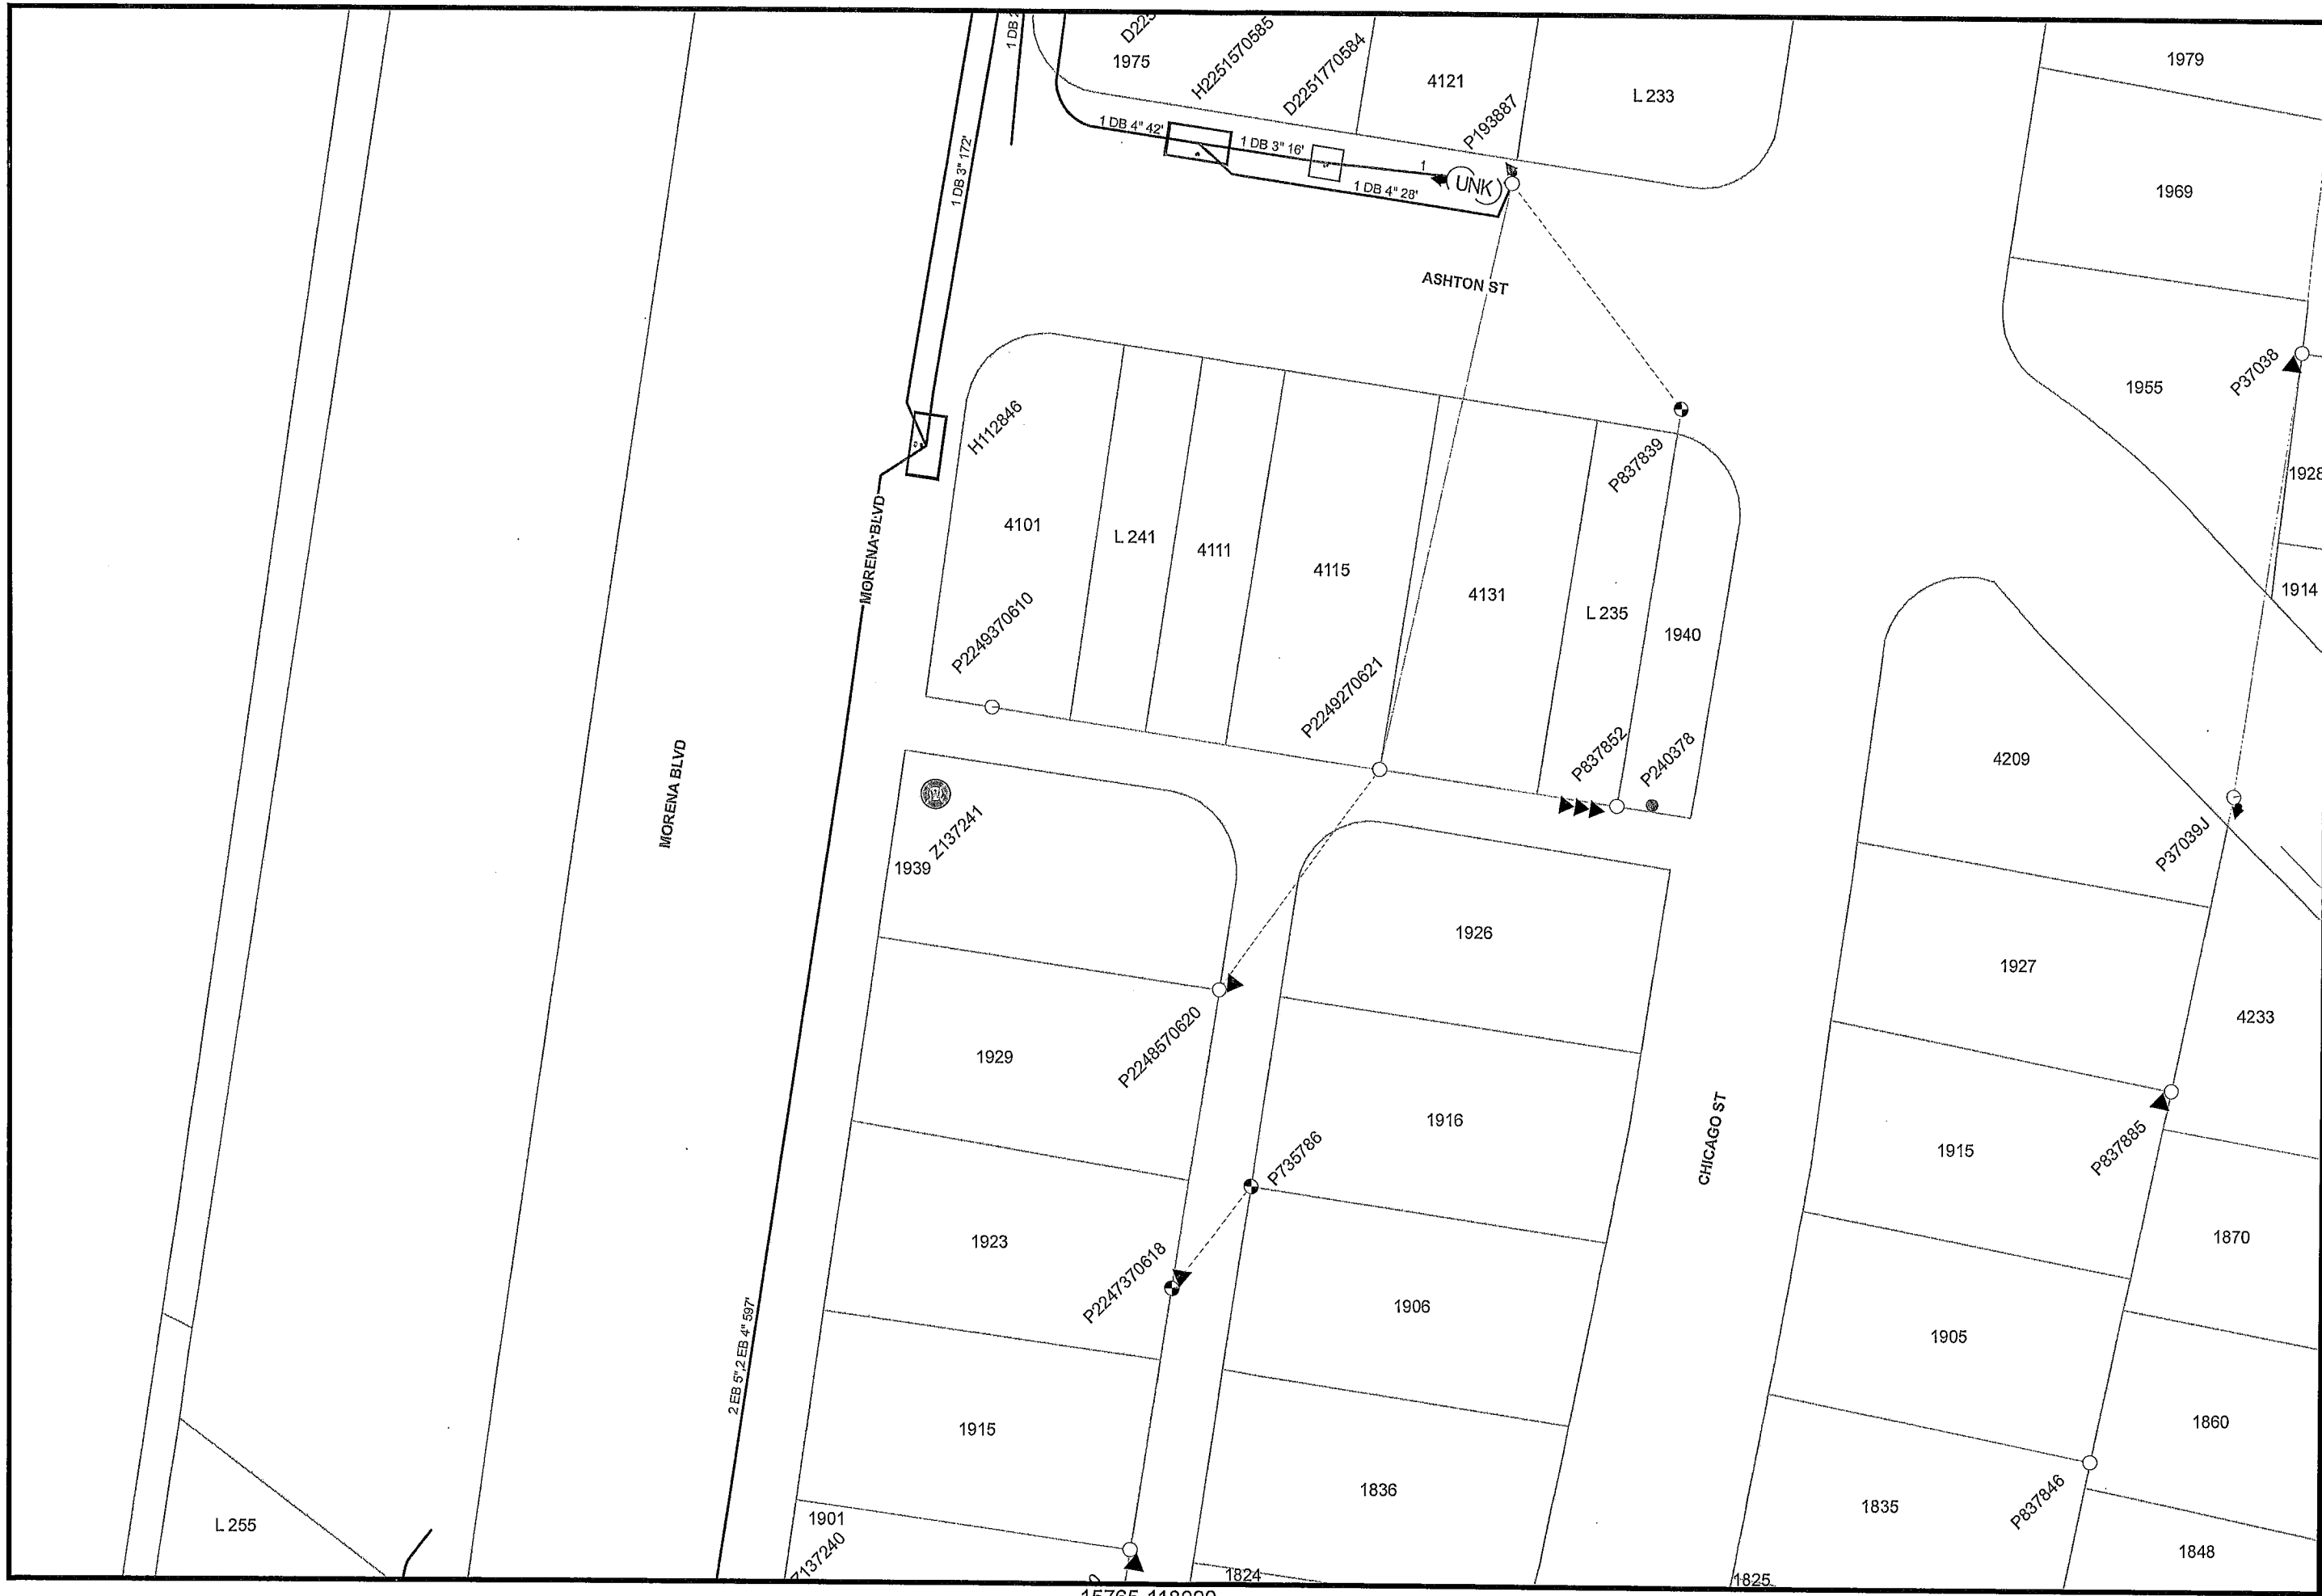 1975
H2251570585
D2251770584
4121
P193887
L 233
1979
1 DB 4" 42'
1 DB 3" 16'
1
UNK
1 DB 4" 28'
1 DB 3" 172'
1969
ASHTON ST
P37038
1955
H112846
P837839
1928
4101
L 241
4111
4115
4131
L 235
1940
1914
MORENA BLVD
P2249370610
P2249270621
P837852
P240378
4209
MORENA BLVD
Z137241
1939
P37039J
1926
1927
4233
P2248570620
1929
1916
CHICAGO ST
1915
P837885
P735786
1923
P2247370618
1906
1870
1905
2 EB 5",2 EB 4" 597'
1915
1860
1836
1835
P837846
L 255
1901
1848
1824
1825